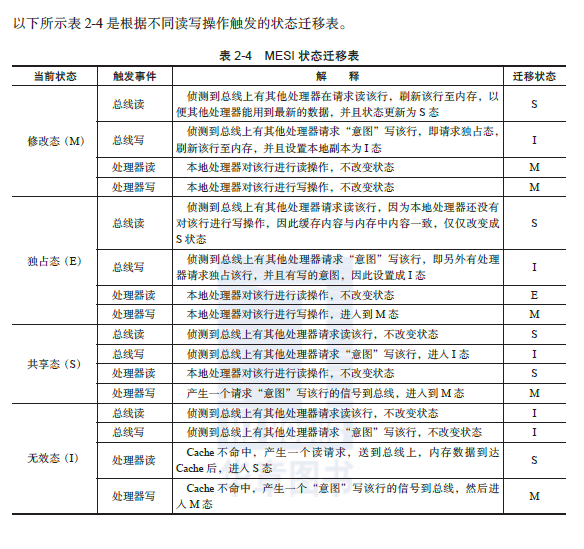 以下所示表 2-4 是根据不同读写操作触发的状态迁移表。
表 2-4 MESI 状态迁移表
当前状态 触发事件 解 释 迁移状态
修改态（M）
总线读 侦测到总线上有其他处理器在请求读该行，刷新该行至内存，以
便其他处理器能用到最新的数据，并且状态更新为 S 态 S
总线写 侦测到总线上有其他处理器请求“意图”写该行，即请求独占态，
刷新该行至内存，并且设置本地副本为 I 态 I
处理器读 本地处理器对该行进行读操作，不改变状态 M
处理器写 本地处理器对该行进行写操作，不改变状态 M
独占态（E）
总线读 侦测到总线上有其他处理器请求读该行，因为本地处理器还没有
对该行进行写操作，因此缓存内容与内存中内容一致，仅仅改变成
S 状态 S
总线写 侦测到总线上有其他处理器请求“意图”写该行，即另外有处理
器请求独占该行，并且有写的意图，因此设置成 I 态 I
处理器读 本地处理器对该行进行读操作，不改变状态 E
处理器写 本地处理器对该行进行写操作，进入到 M 态 M
共享态（S）
总线读 侦测到总线上有其他处理器请求读该行，不改变状态 S
总线写 侦测到总线上有其他处理器请求“意图”写该行，进入 I 态 I
处理器读 本地处理器对该行进行读操作，不改变状态 S
处理器写 产生一个请求“意图”写该行的信号到总线，进入到 M 态 M
无效态（I）
总线读 侦测到总线上有其他处理器请求读该行，不改变状态 I
总线写 侦测到总线上有其他处理器请求“意图”写该行，不改变状态 I
处理器读 Cache 不命中，产生一个读请求，送到总线上，内存数据到达
Cache 后，进入 S 态 S
处理器写 Cache 不命中，产生一个“意图”写该行的信号到总线，然后进
入 M 态 M